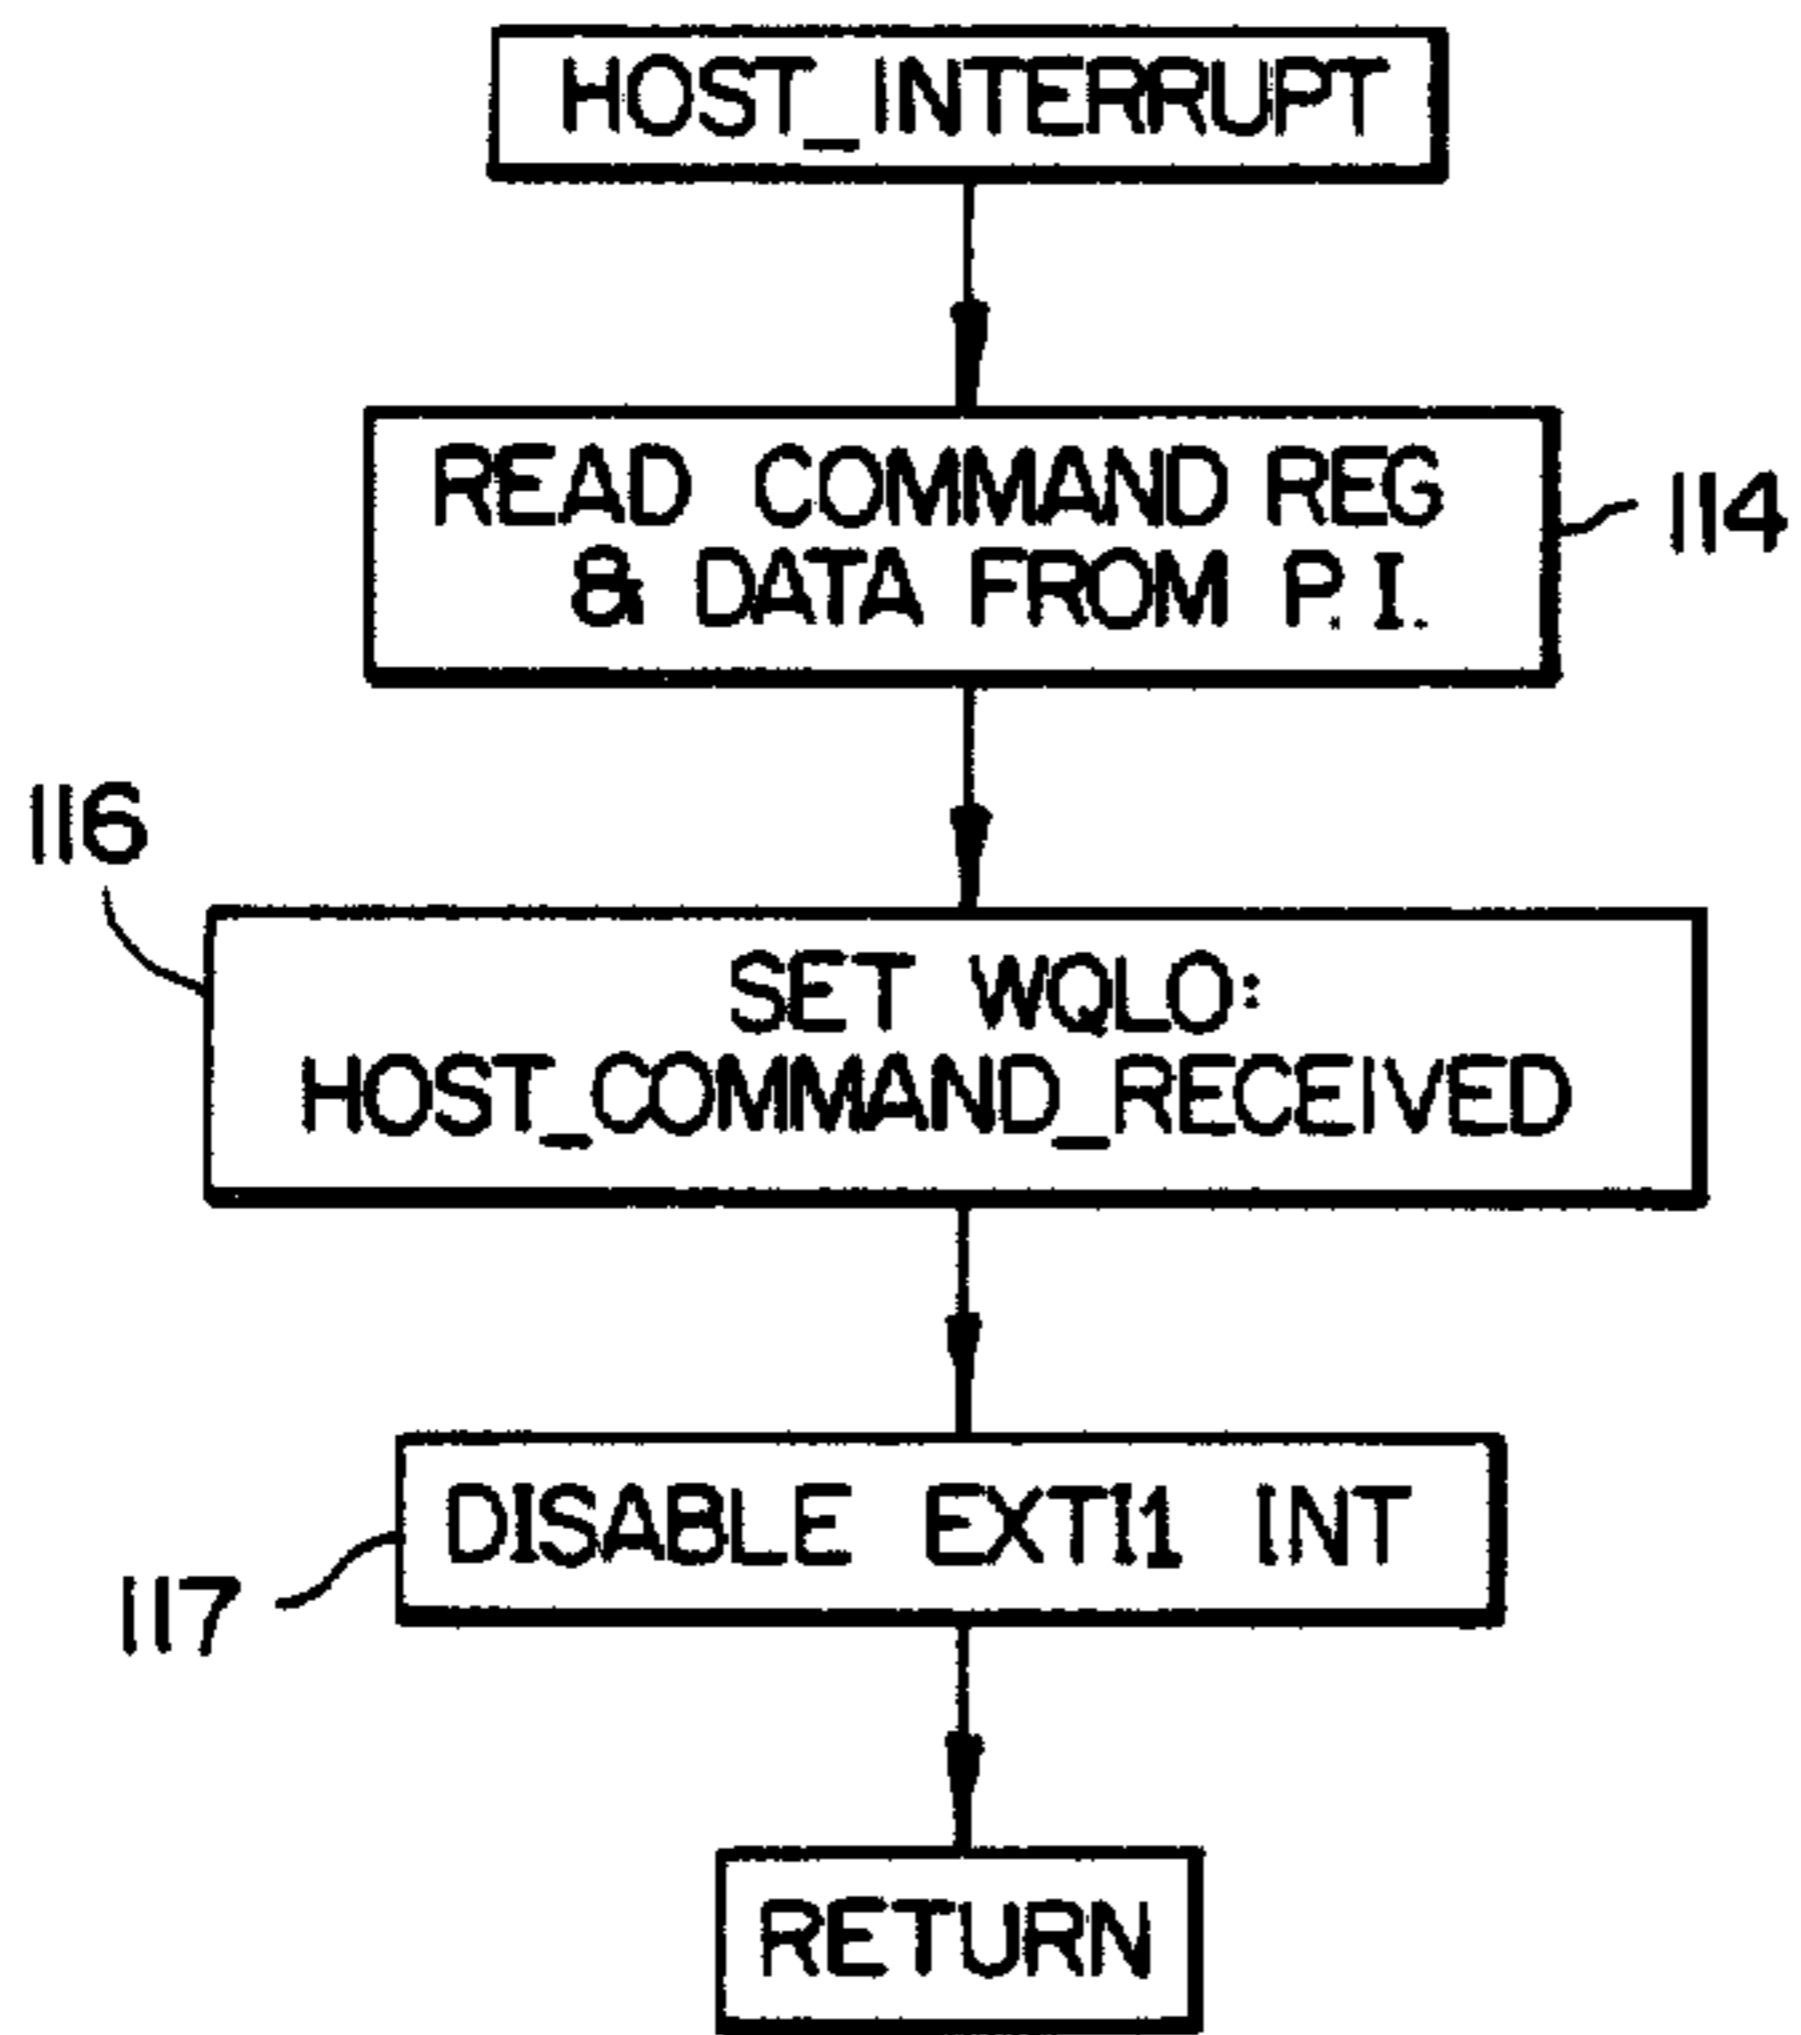 HOST_INTERRUPT
READ COMMAND REG
& DATA FROM P.I.
114
116
SET WQLO:
HOST_COMMAND_RECEIVED
DISABLE EXTI1 INT
117
RETURN